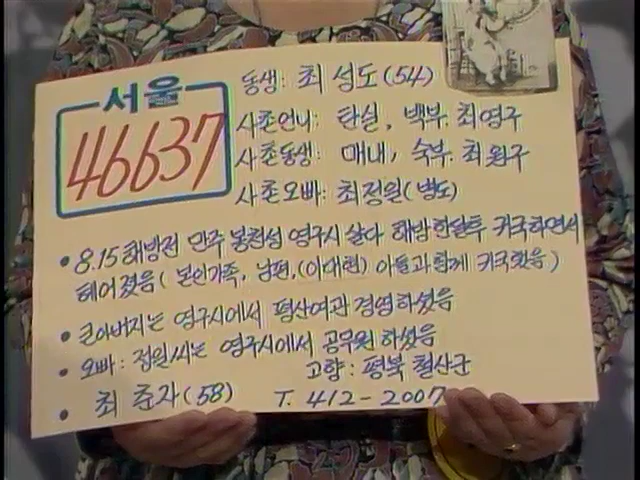 서울
46637
동생: 최성도(54)
사촌언니: 탄실, 백부. 최영구
사촌동생: 매내, 숙부. 최원구
사촌오빠: 최정일(병도)
• 8.15 해방전 만주 봉천성 영구시 살다 해방 한달후 귀국하면서
헤어졌음( 본인가족, 남편,(이대현) 아들과 함께 귀국했음)
• 큰아버지는 영구시에서 평산여관 경영하셨음
• 오빠: 정일씨는 영구시에서 공무원 하셨음
고향: 평북 철산군
• 최준자(58) T. 412-2007